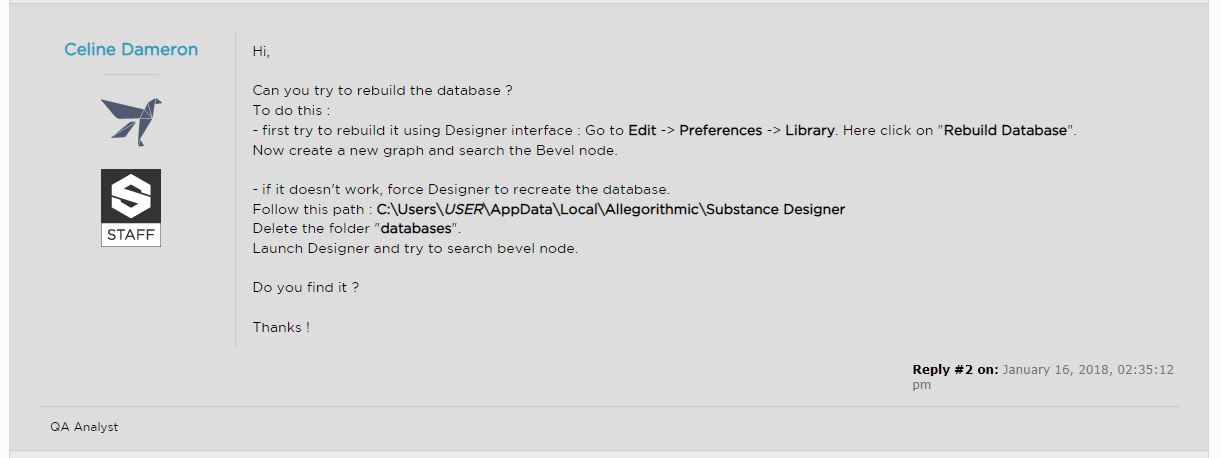 Celine Dameron
STAFF
Hi,
Can you try to rebuild the database ?
To do this :
- first try to rebuild it using Designer interface : Go to Edit -> Preferences -> Library. Here click on "Rebuild Database".
Now create a new graph and search the Bevel node.
- if it doesn't work, force Designer to recreate the database.
Follow this path : C:\Users\USER\AppData\Local\Allegorithmic\Substance Designer
Delete the folder "databases".
Launch Designer and try to search bevel node.
Do you find it ?
Thanks !
Reply #2 on: January 16, 2018, 02:35:12
pm
QA Analyst